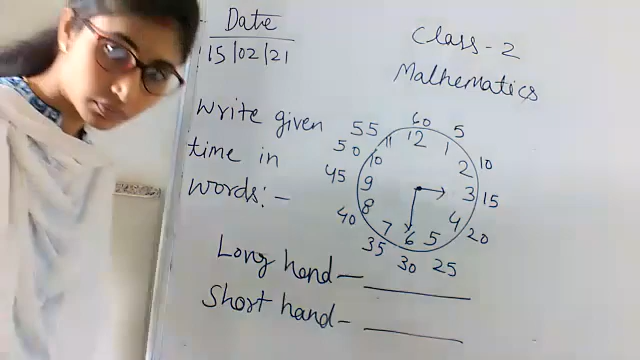 Date
15/02/21
Class - 2
Mathematics
Write given
time in
words:-
60
55 5
50 10
45 15
40 20
35 25
30
12
11 1
10 2
9 3
8 4
7 5
6
Long hand —
Short hand —